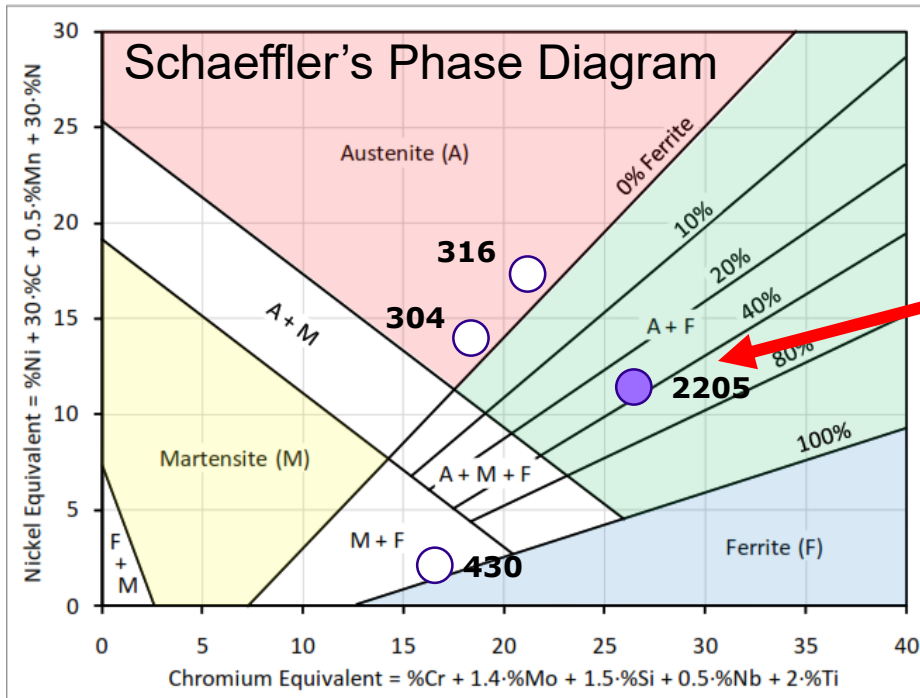 30
Schaeffler's Phase Diagram
25
Austenite (A)
0% Ferrite
10%
20
316
20%
304
15
A + M
A + F
40%
80%
2205
10
100%
Martensite (M)
A + M + F
5
M + F
F
+
M
430
Ferrite (F)
0
0 5 10 15 20 25 30 35 40
Nickel Equivalent = %Ni + 30·%C + 0.5·%Mn + 30·%N
Chromium Equivalent = %Cr + 1.4·%Mo + 1.5·%Si + 0.5·%Nb + 2·%Ti